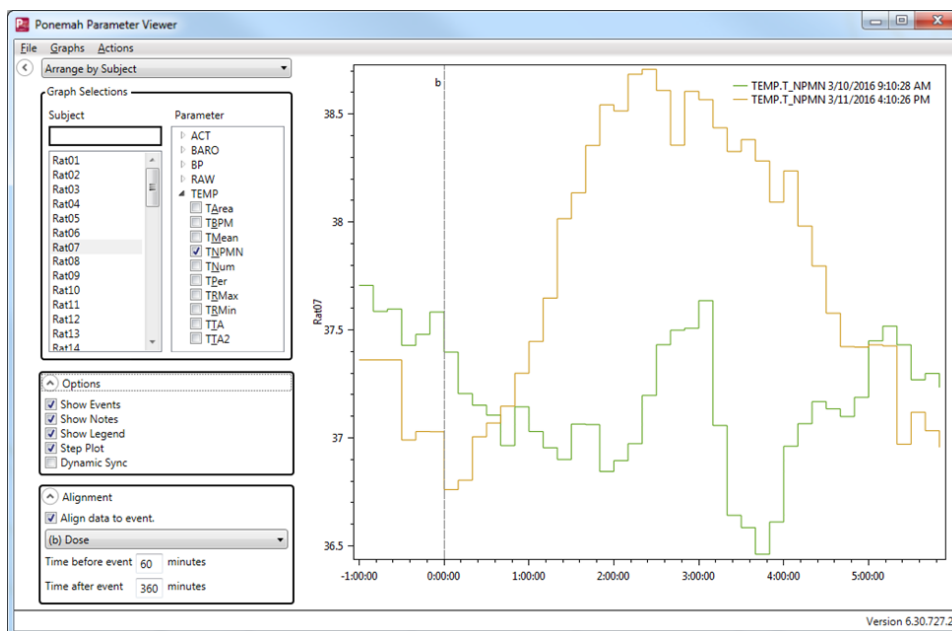 Ponemah Parameter Viewer
File Graphs Actions
Arrange by Subject
Graph Selections
Subject
Parameter
Rat01
Rat02
Rat03
Rat04
Rat05
Rat06
Rat07
Rat08
Rat09
Rat10
Rat11
Rat12
Rat13
Rat14
ACT
BARO
BP
RAW
TEMP
TArea
TBPM
TMean
TNPMN
TNum
TPer
TRMax
TRMin
TTA
TTA2
Options
Show Events
Show Notes
Show Legend
Step Plot
Dynamic Sync
Alignment
Align data to event.
(b) Dose
Time before event 60 minutes
Time after event 360 minutes
b
TEMP.T_NPMN 3/10/2016 9:10:28 AM
TEMP.T_NPMN 3/11/2016 4:10:26 PM
38.5
38
37.5
37
36.5
Rat07
-1:00:00 0:00:00 1:00:00 2:00:00 3:00:00 4:00:00 5:00:00
Version 6.30.727.2